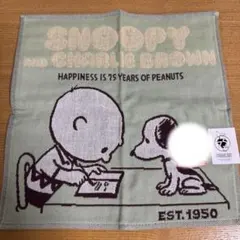 SNOOPY
AND CHARLIE BROWN
HAPPINESS IS 75 YEARS OF PEANUTS
EST. 1950